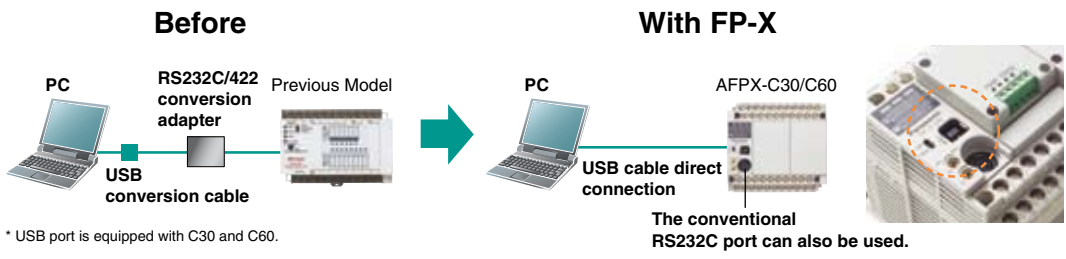 Before
With FP-X
PC
RS232C/422
conversion
adapter
Previous Model
USB
conversion cable
PC
AFPX-C30/C60
USB cable direct
connection
The conventional
RS232C port can also be used.
* USB port is equipped with C30 and C60.